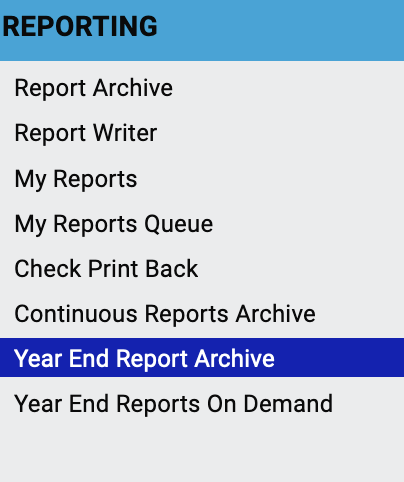 REPORTING
Report Archive
Report Writer
My Reports
My Reports Queue
Check Print Back
Continuous Reports Archive
Year End Report Archive
Year End Reports On Demand